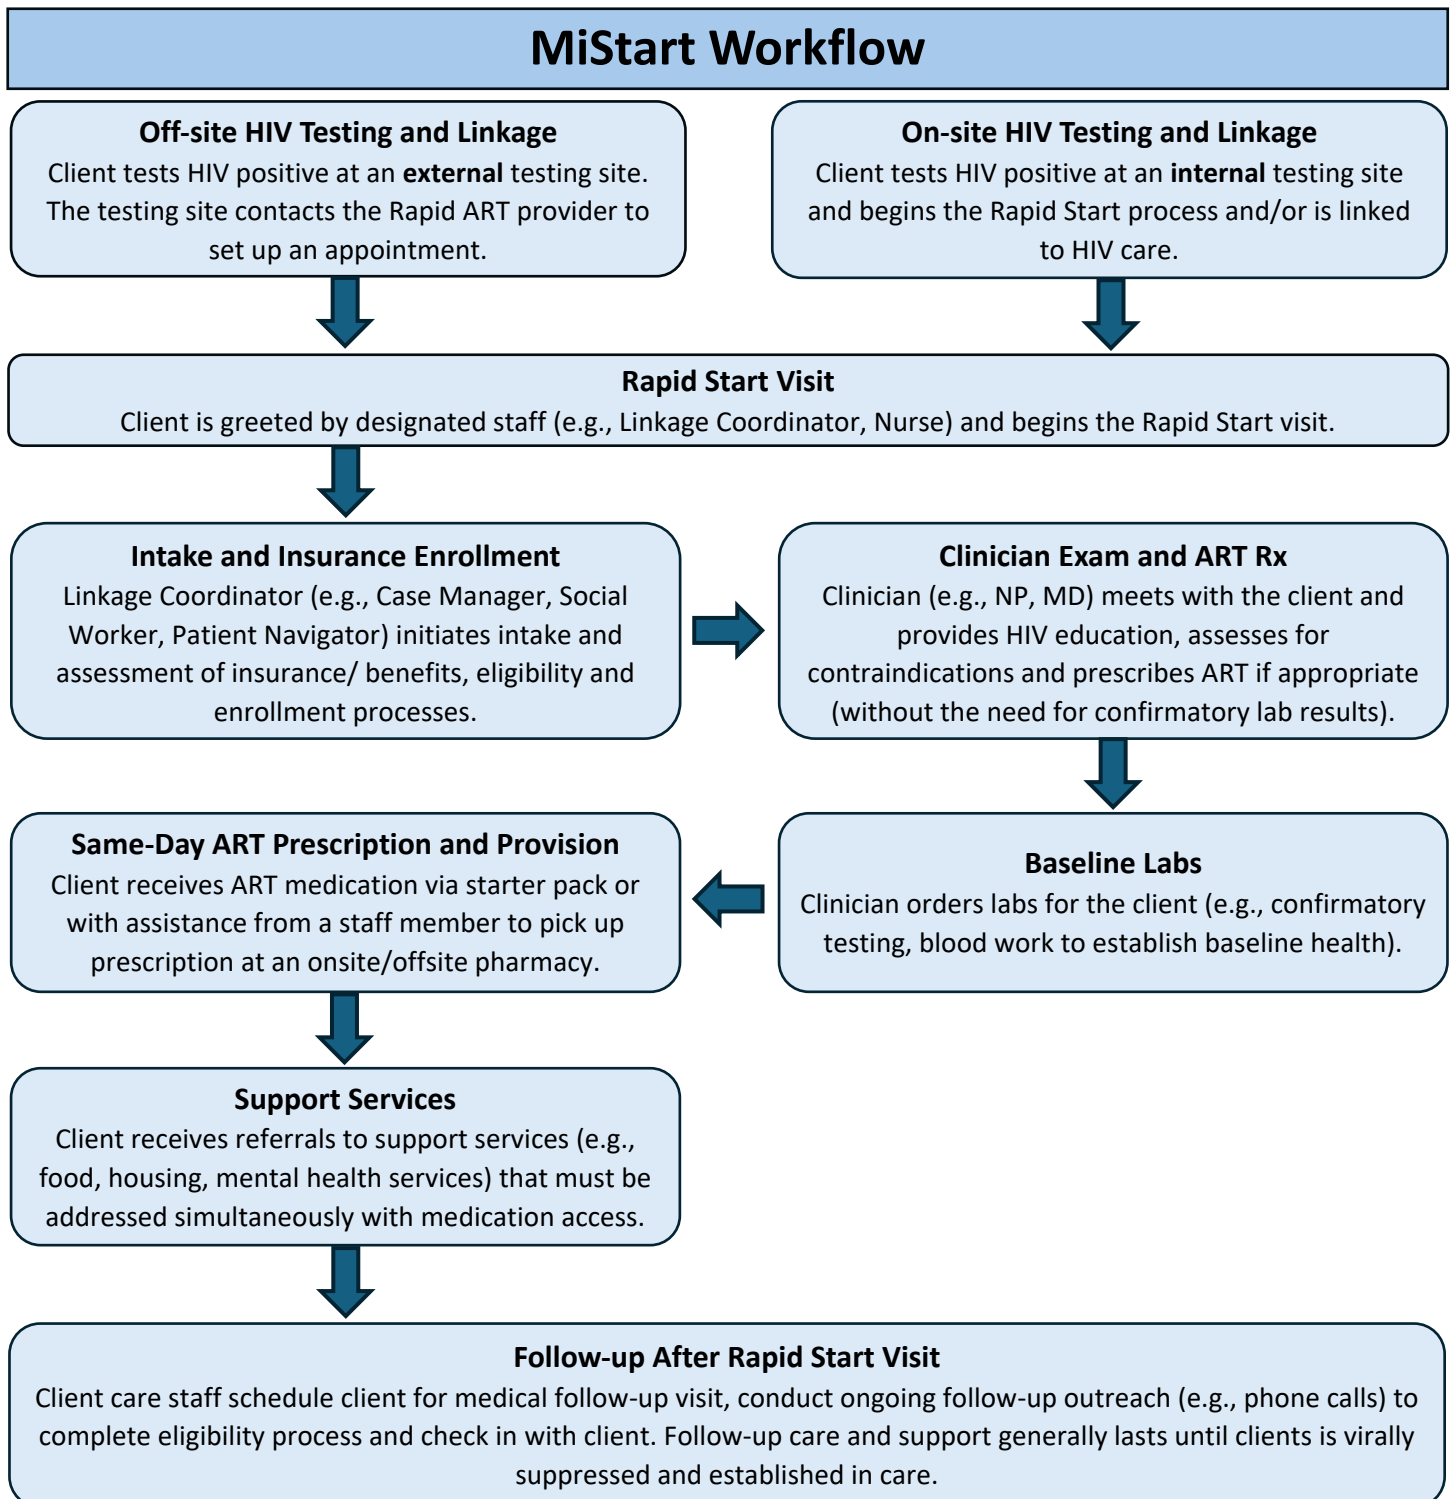 MiStart Workflow
Off-site HIV Testing and Linkage
Client tests HIV positive at an external testing site.
The testing site contacts the Rapid ART provider to
set up an appointment.
On-site HIV Testing and Linkage
Client tests HIV positive at an internal testing site
and begins the Rapid Start process and/or is linked
to HIV care.
Rapid Start Visit
Client is greeted by designated staff (e.g., Linkage Coordinator, Nurse) and begins the Rapid Start visit.
Intake and Insurance Enrollment
Linkage Coordinator (e.g., Case Manager, Social
Worker, Patient Navigator) initiates intake and
assessment of insurance/ benefits, eligibility and
enrollment processes.
Clinician Exam and ART Rx
Clinician (e.g., NP, MD) meets with the client and
provides HIV education, assesses for
contraindications and prescribes ART if appropriate
(without the need for confirmatory lab results).
Baseline Labs
Clinician orders labs for the client (e.g., confirmatory
testing, blood work to establish baseline health).
Same-Day ART Prescription and Provision
Client receives ART medication via starter pack or
with assistance from a staff member to pick up
prescription at an onsite/offsite pharmacy.
Support Services
Client receives referrals to support services (e.g.,
food, housing, mental health services) that must be
addressed simultaneously with medication access.
Follow-up After Rapid Start Visit
Client care staff schedule client for medical follow-up visit, conduct ongoing follow-up outreach (e.g., phone calls) to
complete eligibility process and check in with client. Follow-up care and support generally lasts until clients is virally
suppressed and established in care.